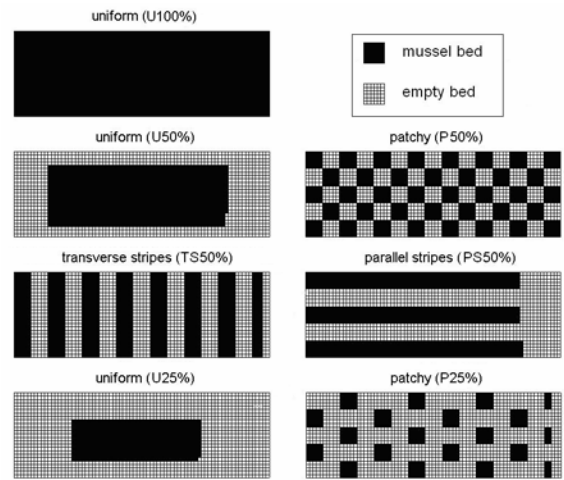 uniform (U100%)
mussel bed
empty bed
uniform (U50%)
patchy (P50%)
transverse stripes (TS50%)
parallel stripes (PS50%)
uniform (U25%)
patchy (P25%)